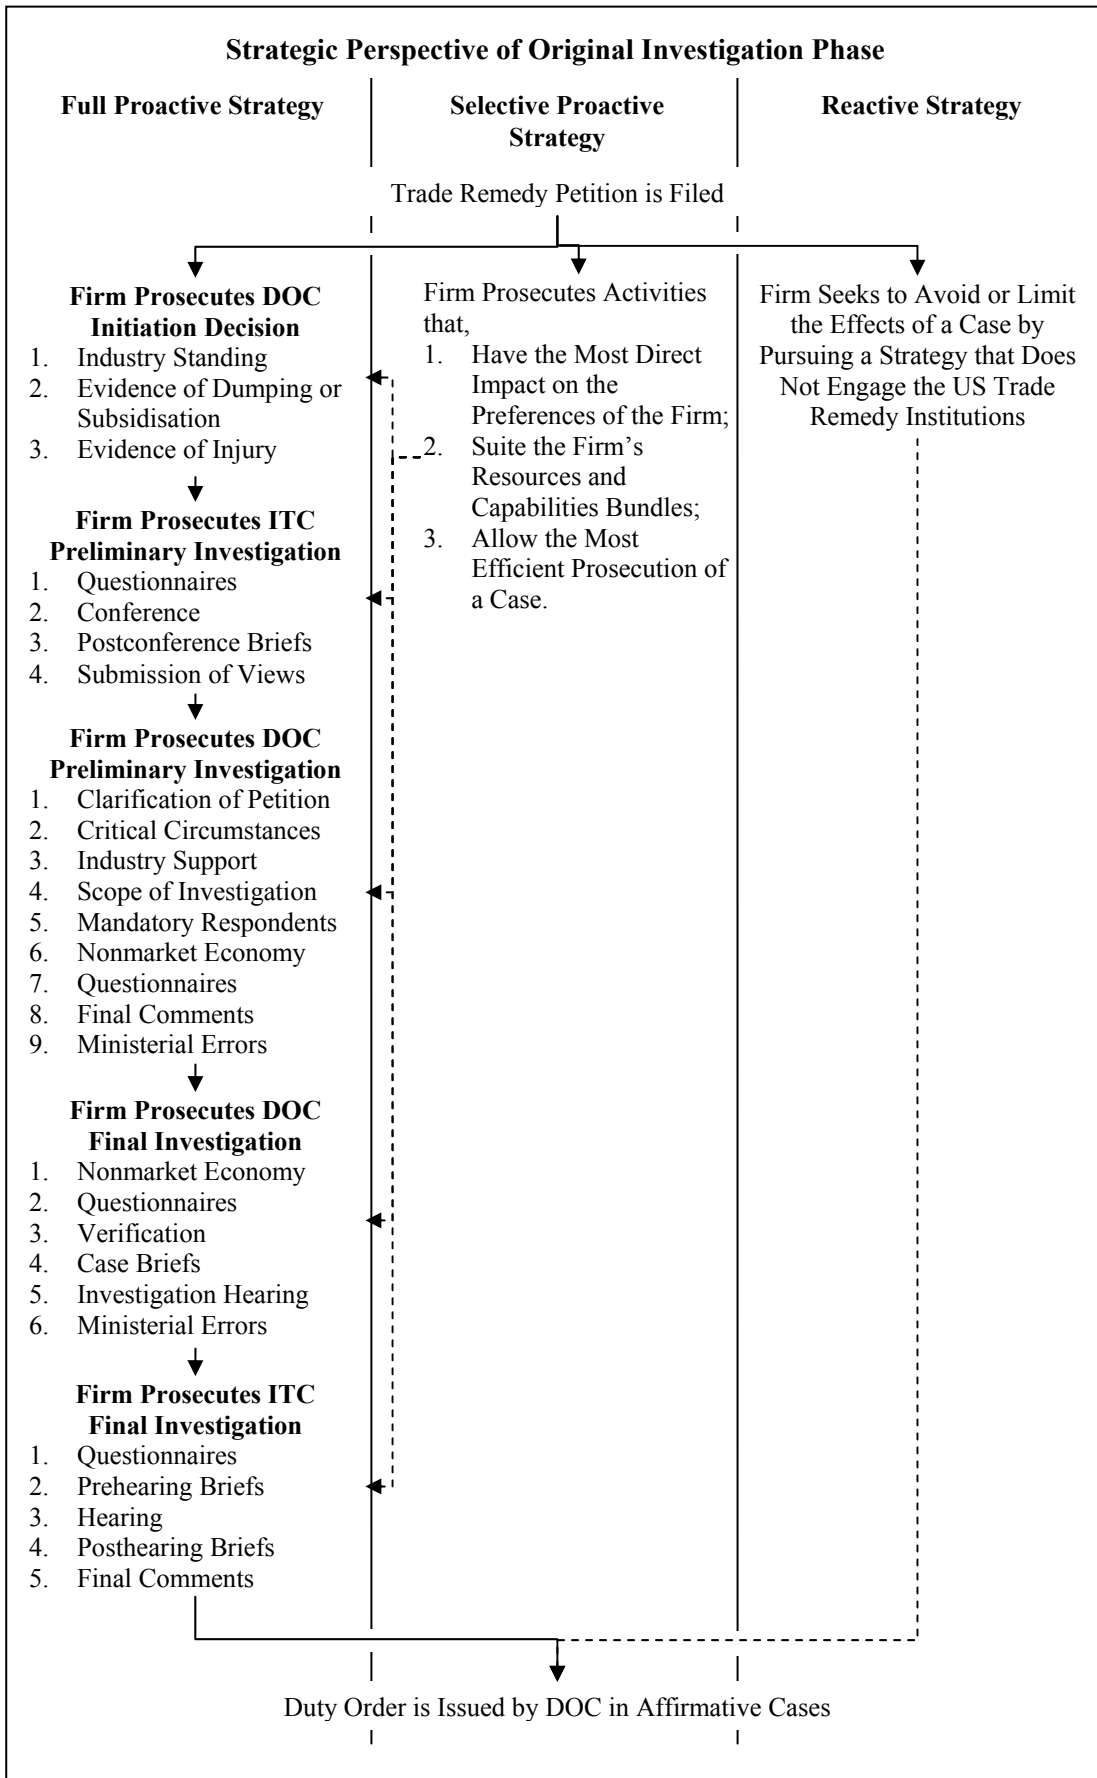 Strategic Perspective of Original Investigation Phase
Full Proactive Strategy
Selective Proactive
Strategy
Reactive Strategy
Trade Remedy Petition is Filed
Firm Prosecutes DOC
Initiation Decision
1. Industry Standing
2. Evidence of Dumping or
Subsidisation
3. Evidence of Injury
Firm Prosecutes ITC
Preliminary Investigation
1. Questionnaires
2. Conference
3. Postconference Briefs
4. Submission of Views
Firm Prosecutes DOC
Preliminary Investigation
1. Clarification of Petition
2. Critical Circumstances
3. Industry Support
4. Scope of Investigation
5. Mandatory Respondents
6. Nonmarket Economy
7. Questionnaires
8. Final Comments
9. Ministerial Errors
Firm Prosecutes DOC
Final Investigation
1. Nonmarket Economy
2. Questionnaires
3. Verification
4. Case Briefs
5. Investigation Hearing
6. Ministerial Errors
Firm Prosecutes ITC
Final Investigation
1. Questionnaires
2. Prehearing Briefs
3. Hearing
4. Posthearing Briefs
5. Final Comments
Firm Prosecutes Activities
that,
1. Have the Most Direct
Impact on the
Preferences of the Firm;
2. Suite the Firm's
Resources and
Capabilities Bundles;
3. Allow the Most
Efficient Prosecution of
a Case.
Firm Seeks to Avoid or Limit
the Effects of a Case by
Pursuing a Strategy that Does
Not Engage the US Trade
Remedy Institutions
Duty Order is Issued by DOC in Affirmative Cases